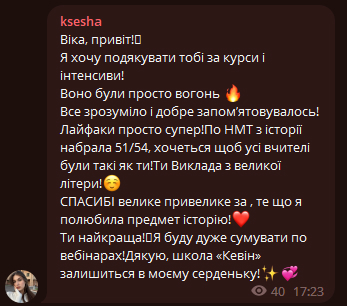 ksesha
Віка, привіт!
Я хочу подякувати тобі за курси і
інтенсиви!
Воно були просто вогонь 🔥
Все зрозуміло і добре запомʼятовувалось!
Лайфаки просто супер!По НМТ з історії
набрала 51/54, хочеться щоб усі вчителі
були такі як ти!Ти Виклада з великої
літери!☺️
СПАСИБІ велике привелике за , те що я
полюбила предмет історію!❤️
Ти найкраща!Я буду дуже сумувати по
вебінарах!Дякую, школа «Кевін»
залишиться в моєму серденьку!✨ 💞
40 17:23